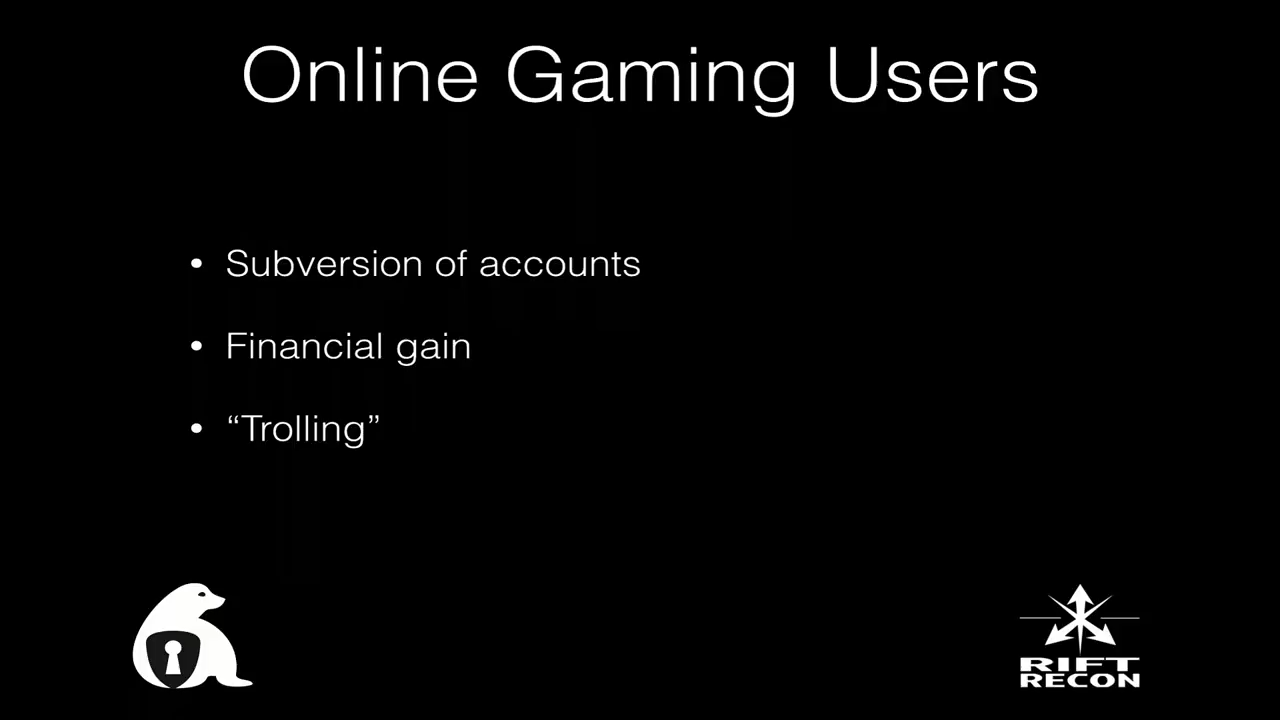 Online Gaming Users
• Subversion of accounts
• Financial gain
• “Trolling”
RIFT
RECON